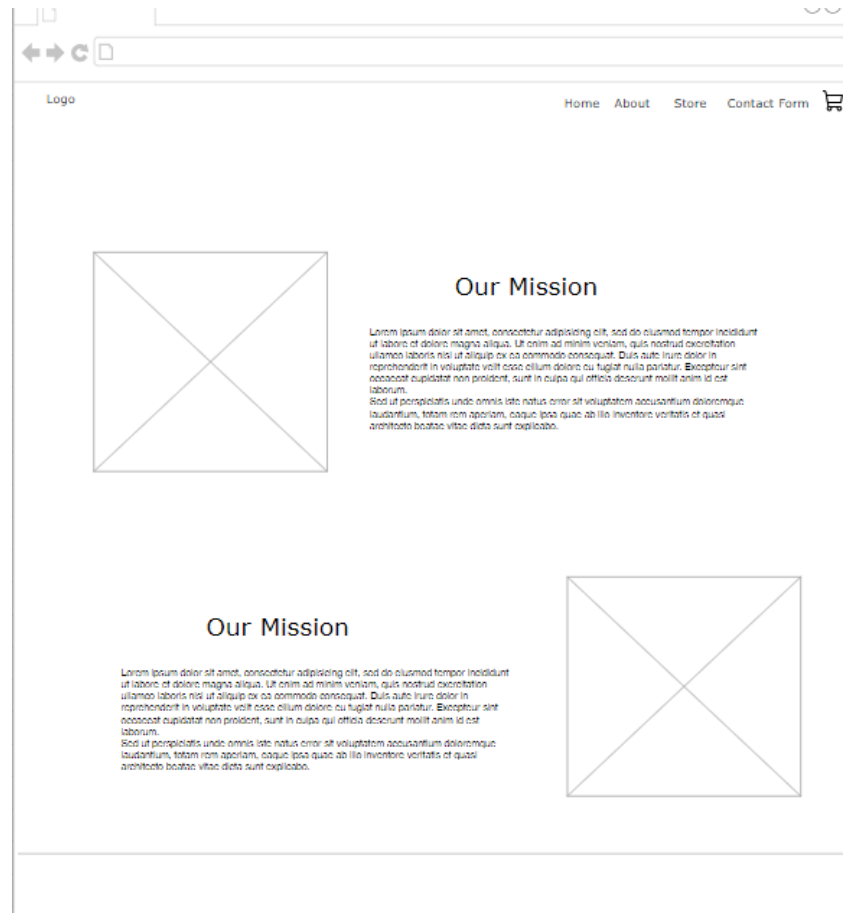 Logo
Home About Store Contact Form
Our Mission
Lorem ipsum dolor sit amet, consectetur adipisicing elit, sed do eiusmod tempor incididunt
ut labore et dolore magna aliqua. Ut enim ad minim veniam, quis nostrud exercitation
ullamco laboris nisi ut aliquip ex ea commodo consequat. Duis aute irure dolor in
reprehenderit in voluptate velit esse cillum dolore eu fugiat nulla pariatur. Excepteur sint
occaecat cupidatat non proident, sunt in culpa qui officia deserunt mollit anim id est
laborum.
Sed ut perspiciatis unde omnis iste natus error sit voluptatem accusantium doloremque
laudantium, totam rem aperiam, eaque ipsa quae ab illo inventore veritatis et quasi
architecto beatae vitae dicta sunt explicabo.
Our Mission
Lorem ipsum dolor sit amet, consectetur adipisicing elit, sed do eiusmod tempor incididunt
ut labore et dolore magna aliqua. Ut enim ad minim veniam, quis nostrud exercitation
ullamco laboris nisi ut aliquip ex ea commodo consequat. Duis aute irure dolor in
reprehenderit in voluptate velit esse cillum dolore eu fugiat nulla pariatur. Excepteur sint
occaecat cupidatat non proident, sunt in culpa qui officia deserunt mollit anim id est
laborum.
Sed ut perspiciatis unde omnis iste natus error sit voluptatem accusantium doloremque
laudantium, totam rem aperiam, eaque ipsa quae ab illo inventore veritatis et quasi
architecto beatae vitae dicta sunt explicabo.